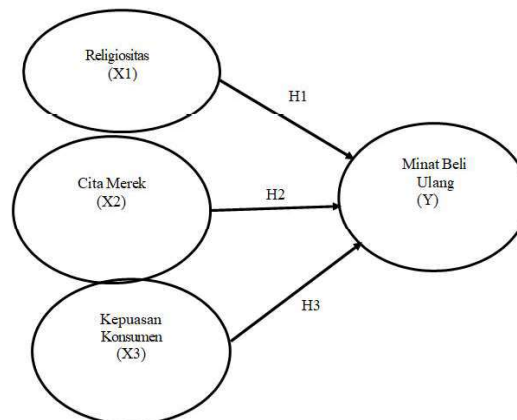 Religiositas
(X1)
H1
Cita Merek
(X2)
H2
Minat Beli
Ulang
(Y)
Kepuasan
Konsumen
(X3)
H3